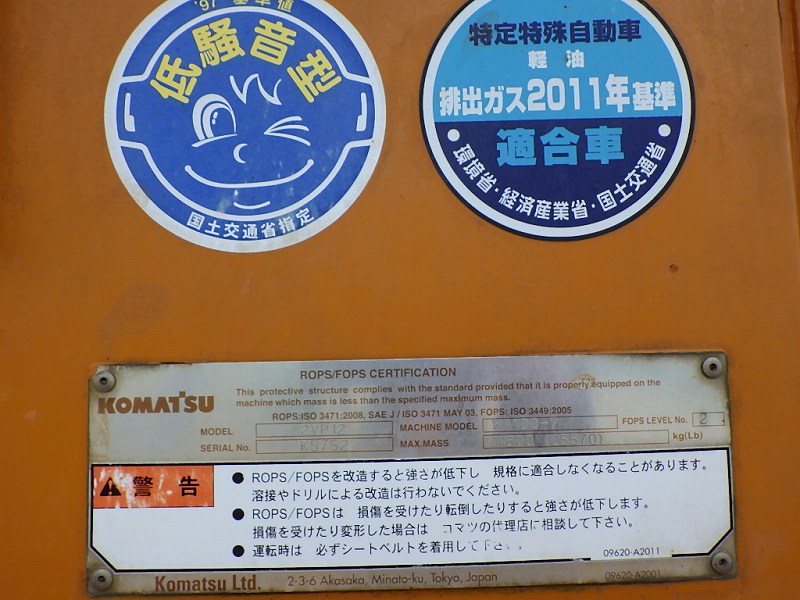 低騒音型
国土交通省指定
特定特殊自動車
軽油
排出ガス2011年基準
適合車
環境省・経済産業省・国土交通省
ROPS/FOPS CERTIFICATION
KOMATSU
This protective structure complies with the standard provided that it is properly equipped on the
machine which mass is less than the specified maximum mass.
ROPS:ISO 3471:2008, SAE J / ISO 3471 MAY 03, FOPS: ISO 3449:2005
MODEL ZVP12 MACHINE MODEL FOPS LEVEL No. 2
SERIAL No. K5752 MAX.MASS kg(Lb)
警告
● ROPS/FOPSを改造すると強さが低下し 規格に適合しなくなることがあります。
溶接やドリルによる改造は行わないでください。
● ROPS/FOPSは 損傷を受けたり転倒したりすると強さが低下します。
損傷を受けたり変形した場合は コマツの代理店に相談して下さい。
● 運転時は 必ずシートベルトを着用して下さい。
09620-A2011
Komatsu Ltd. 2-3-6 Akasaka, Minato-ku, Tokyo, Japan 09620-A2001